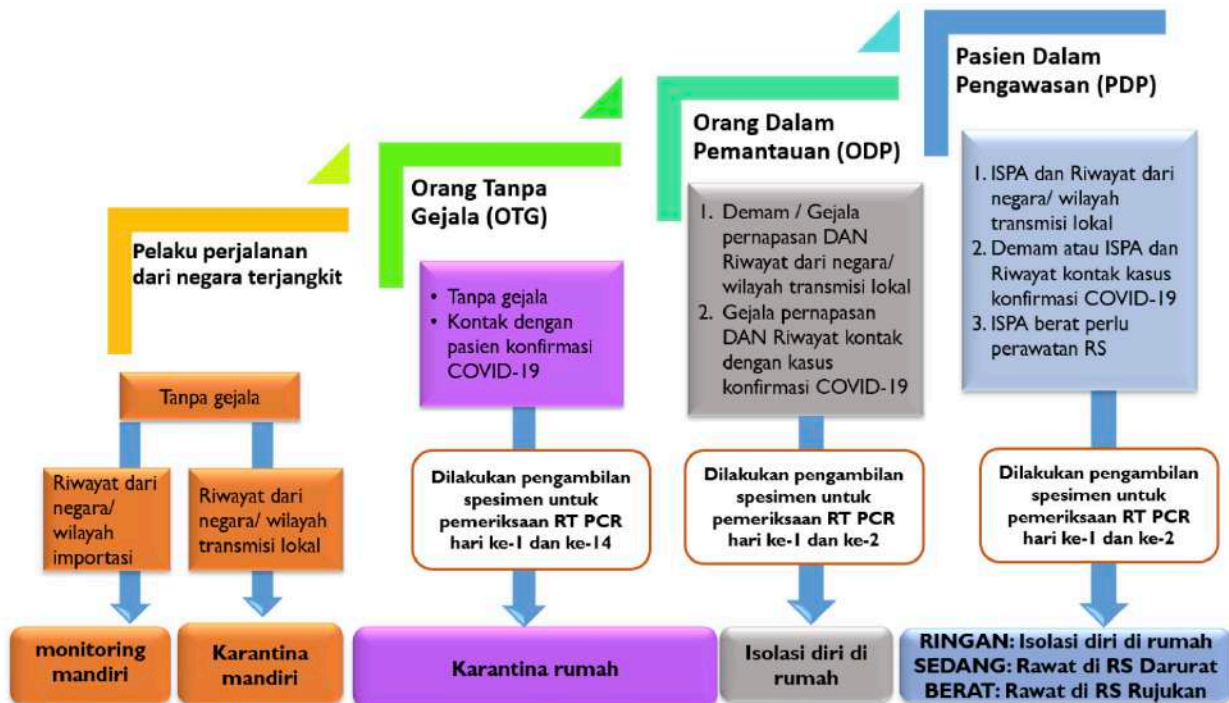 Pelaku perjalanan
dari negara terjangkit
Tanpa gejala
Riwayat dari
negara/
wilayah
importasi
Riwayat dari
negara/ wilayah
transmisi lokal
monitoring
mandiri
Karantina
mandiri
Orang Tanpa
Gejala (OTG)
• Tanpa gejala
• Kontak dengan
pasien konfirmasi
COVID-19
Dilakukan pengambilan
spesimen untuk
pemeriksaan RT PCR
hari ke-1 dan ke-14
Karantina rumah
Orang Dalam
Pemantauan (ODP)
1. Demam / Gejala
pernapasan DAN
Riwayat dari negara/
wilayah transmisi lokal
2. Gejala pernapasan
DAN Riwayat kontak
dengan kasus
konfirmasi COVID-19
Dilakukan pengambilan
spesimen untuk
pemeriksaan RT PCR
hari ke-1 dan ke-2
Isolasi diri di
rumah
Pasien Dalam
Pengawasan (PDP)
1. ISPA dan Riwayat dari
negara/ wilayah
transmisi lokal
2. Demam atau ISPA dan
Riwayat kontak kasus
konfirmasi COVID-19
3. ISPA berat perlu
perawatan RS
Dilakukan pengambilan
spesimen untuk
pemeriksaan RT PCR
hari ke-1 dan ke-2
RINGAN: Isolasi diri di rumah
SEDANG: Rawat di RS Darurat
BERAT: Rawat di RS Rujukan